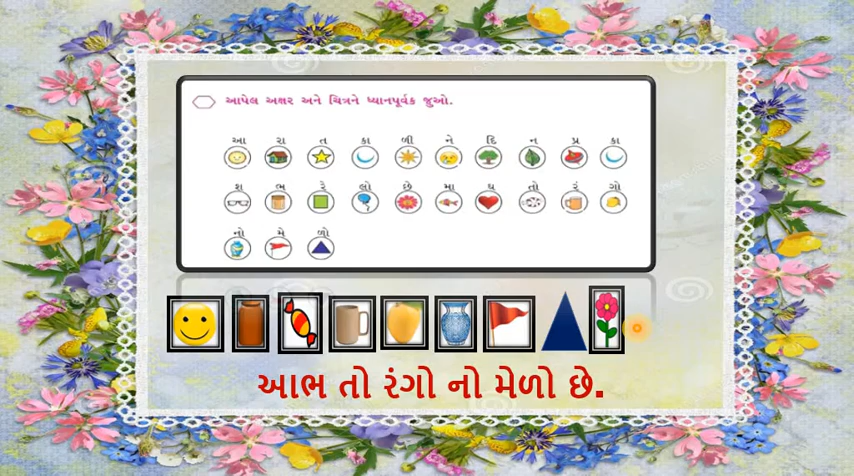 આપેલ અક્ષર અને ચિત્રને ધ્યાનપૂર્વક જુઓ.
આ રા ત કા ળી ને દિ ન પ્ર કા
શ ભ રે લો છે મા ધ તો રં ગો
નો મે ળો
આભ તો રંગો નો મેળો છે.